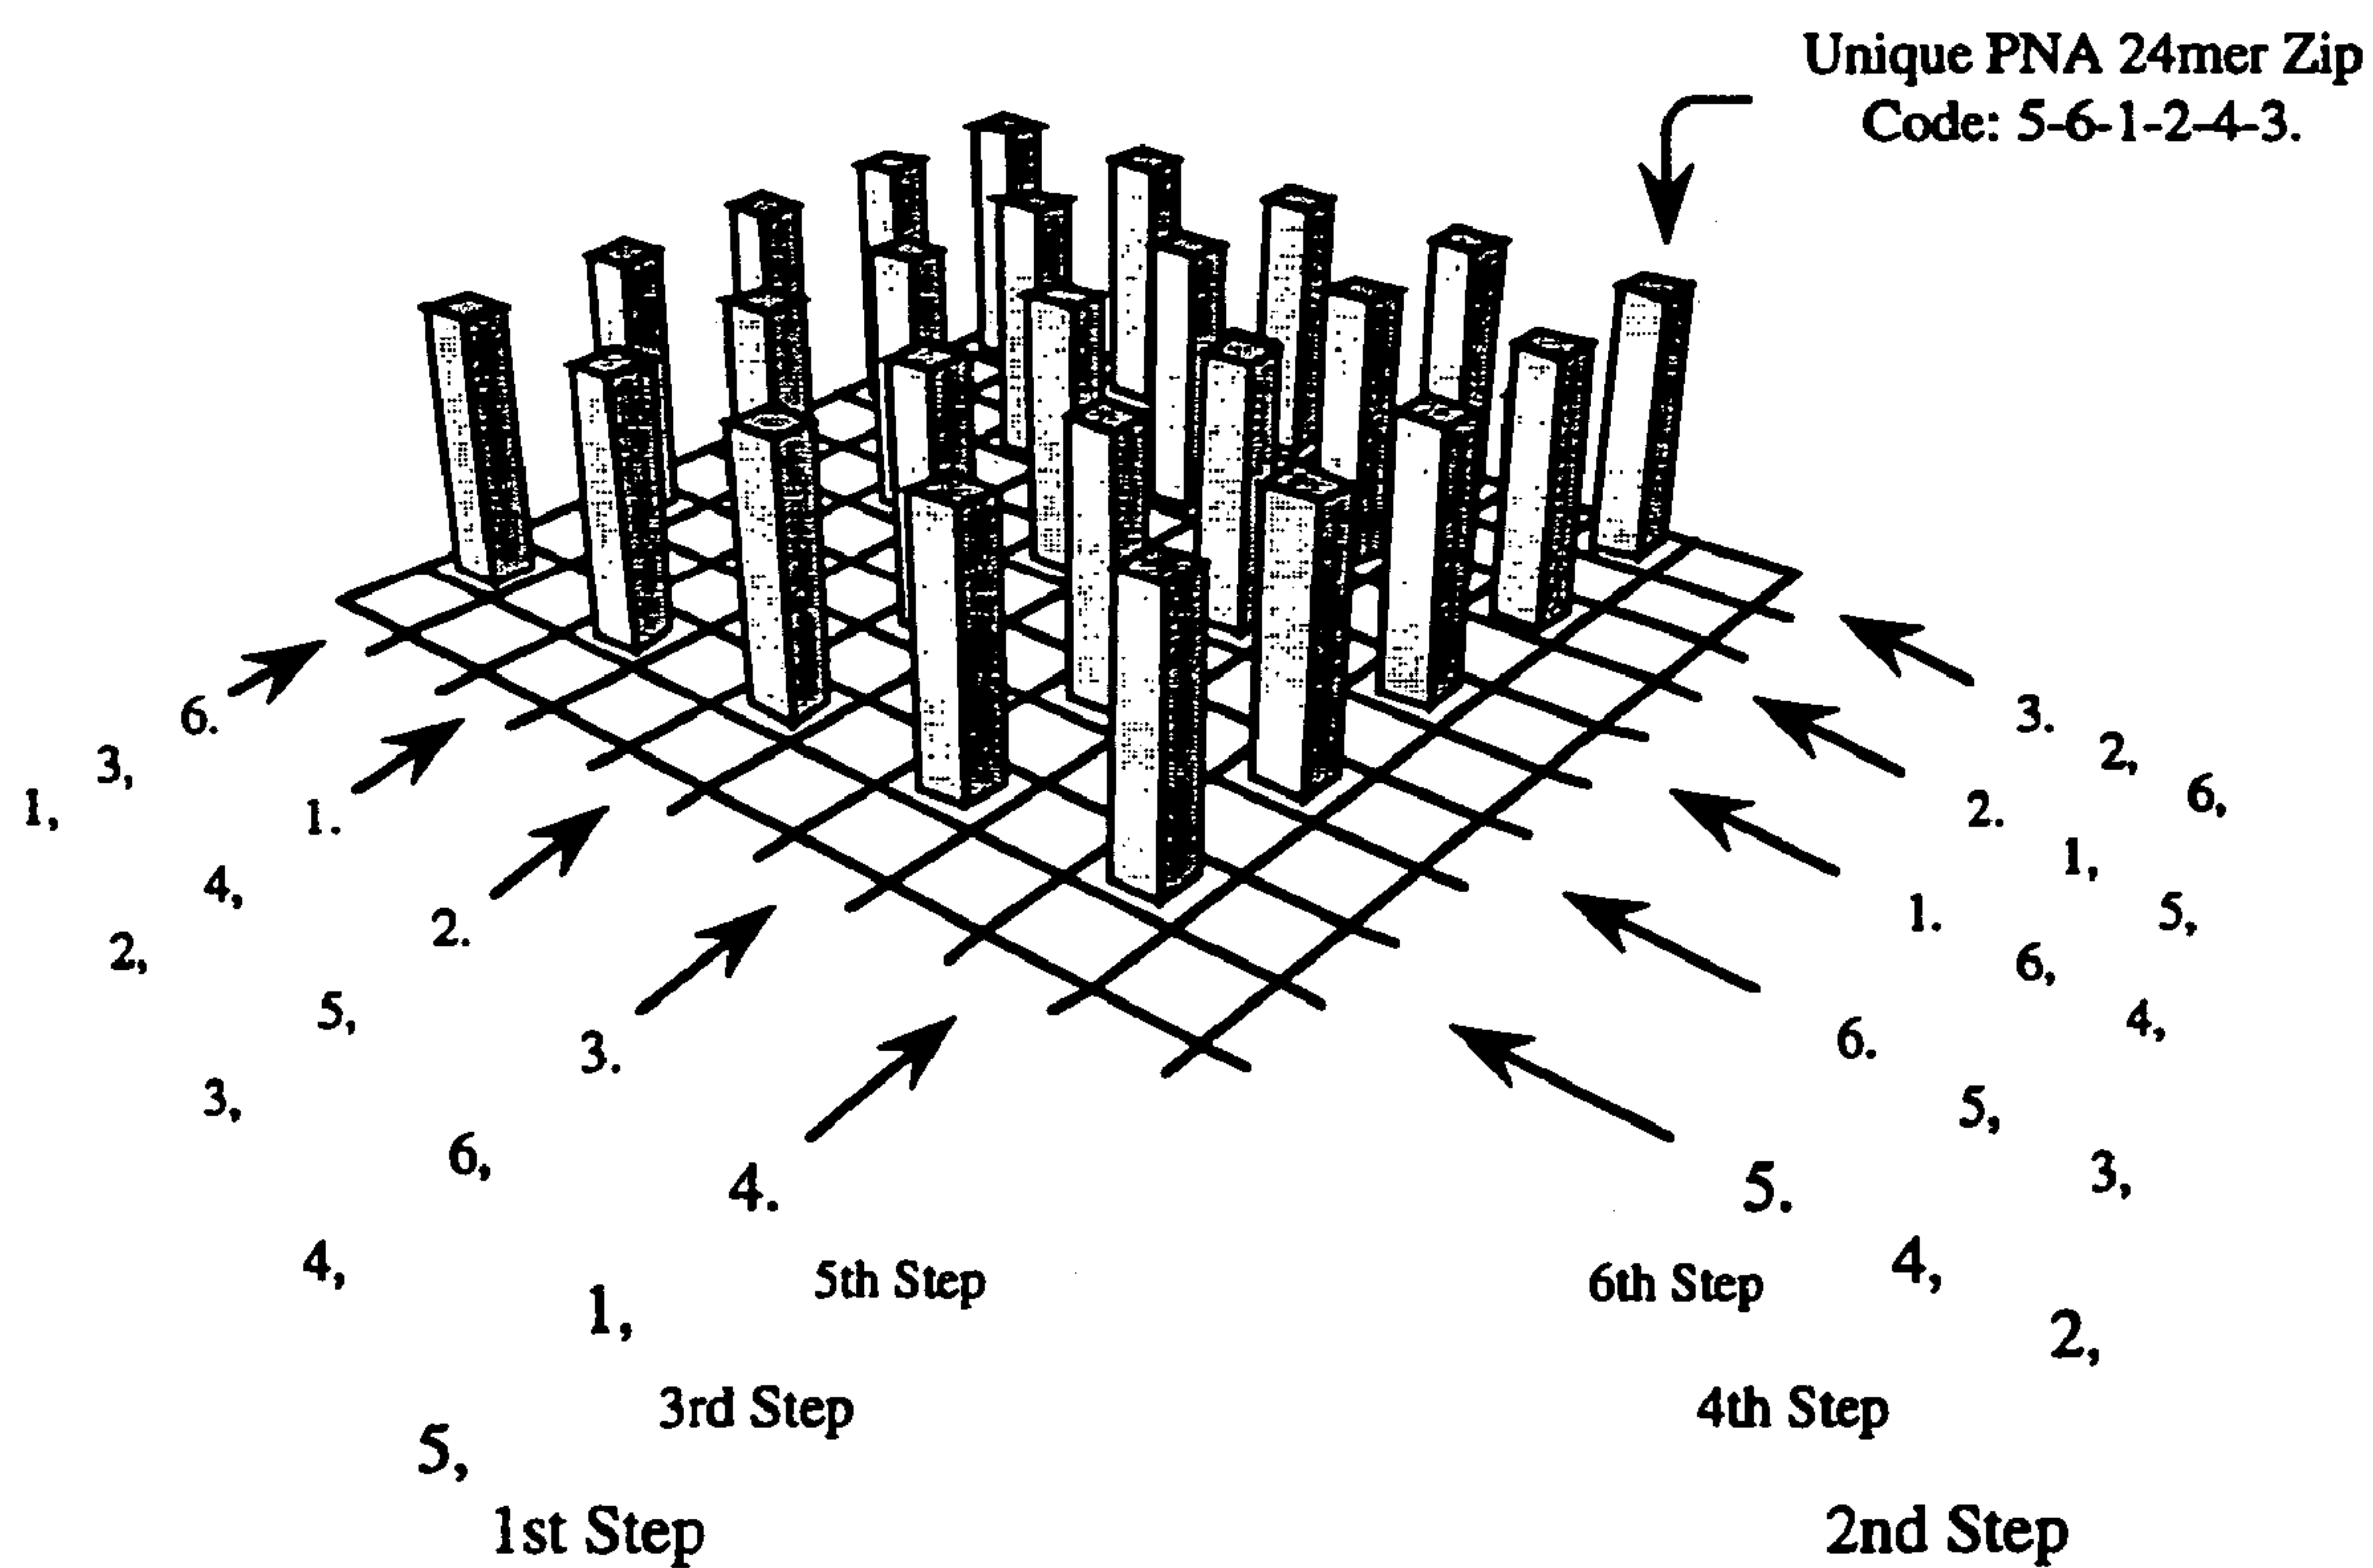 Unique PNA 24mer Zip
Code: 5-6-1-2-4-3.
1, 3, 6.
2, 4, 1.
3, 5, 2.
4, 6, 3.
5, 1, 4.
3. 2, 6,
2. 1, 5,
1. 6, 4,
6. 5, 3,
5. 4, 2,
5th Step
6th Step
3rd Step
4th Step
1st Step
2nd Step